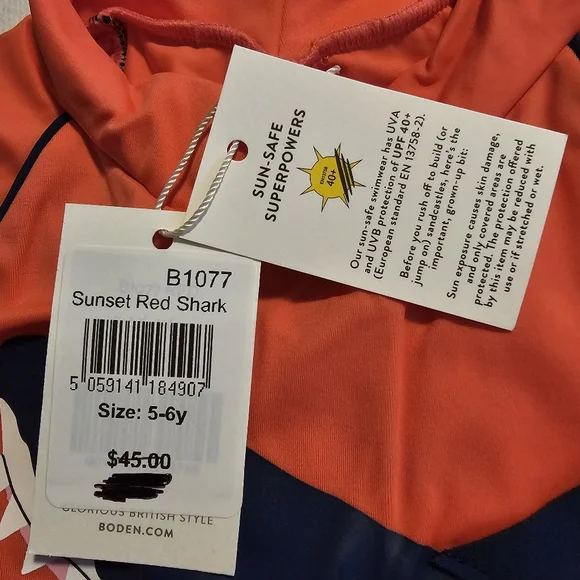 SUN-SAFE
SUPERPOWERS
40+
Our sun-safe swimwear has UVA
and UVB protection of UPF 40+
(European standard EN 13758-2).
Before you rush off to build (or
jump on) sandcastles, here's the
important, grown-up bit:
Sun exposure causes skin damage,
and only covered areas are
protected. The protection offered
by this item may be reduced with
use or if stretched or wet.
B1077
Sunset Red Shark
5 059141 184907
Size: 5-6y
$45.00
GLORIOUS BRITISH STYLE
BODEN.COM